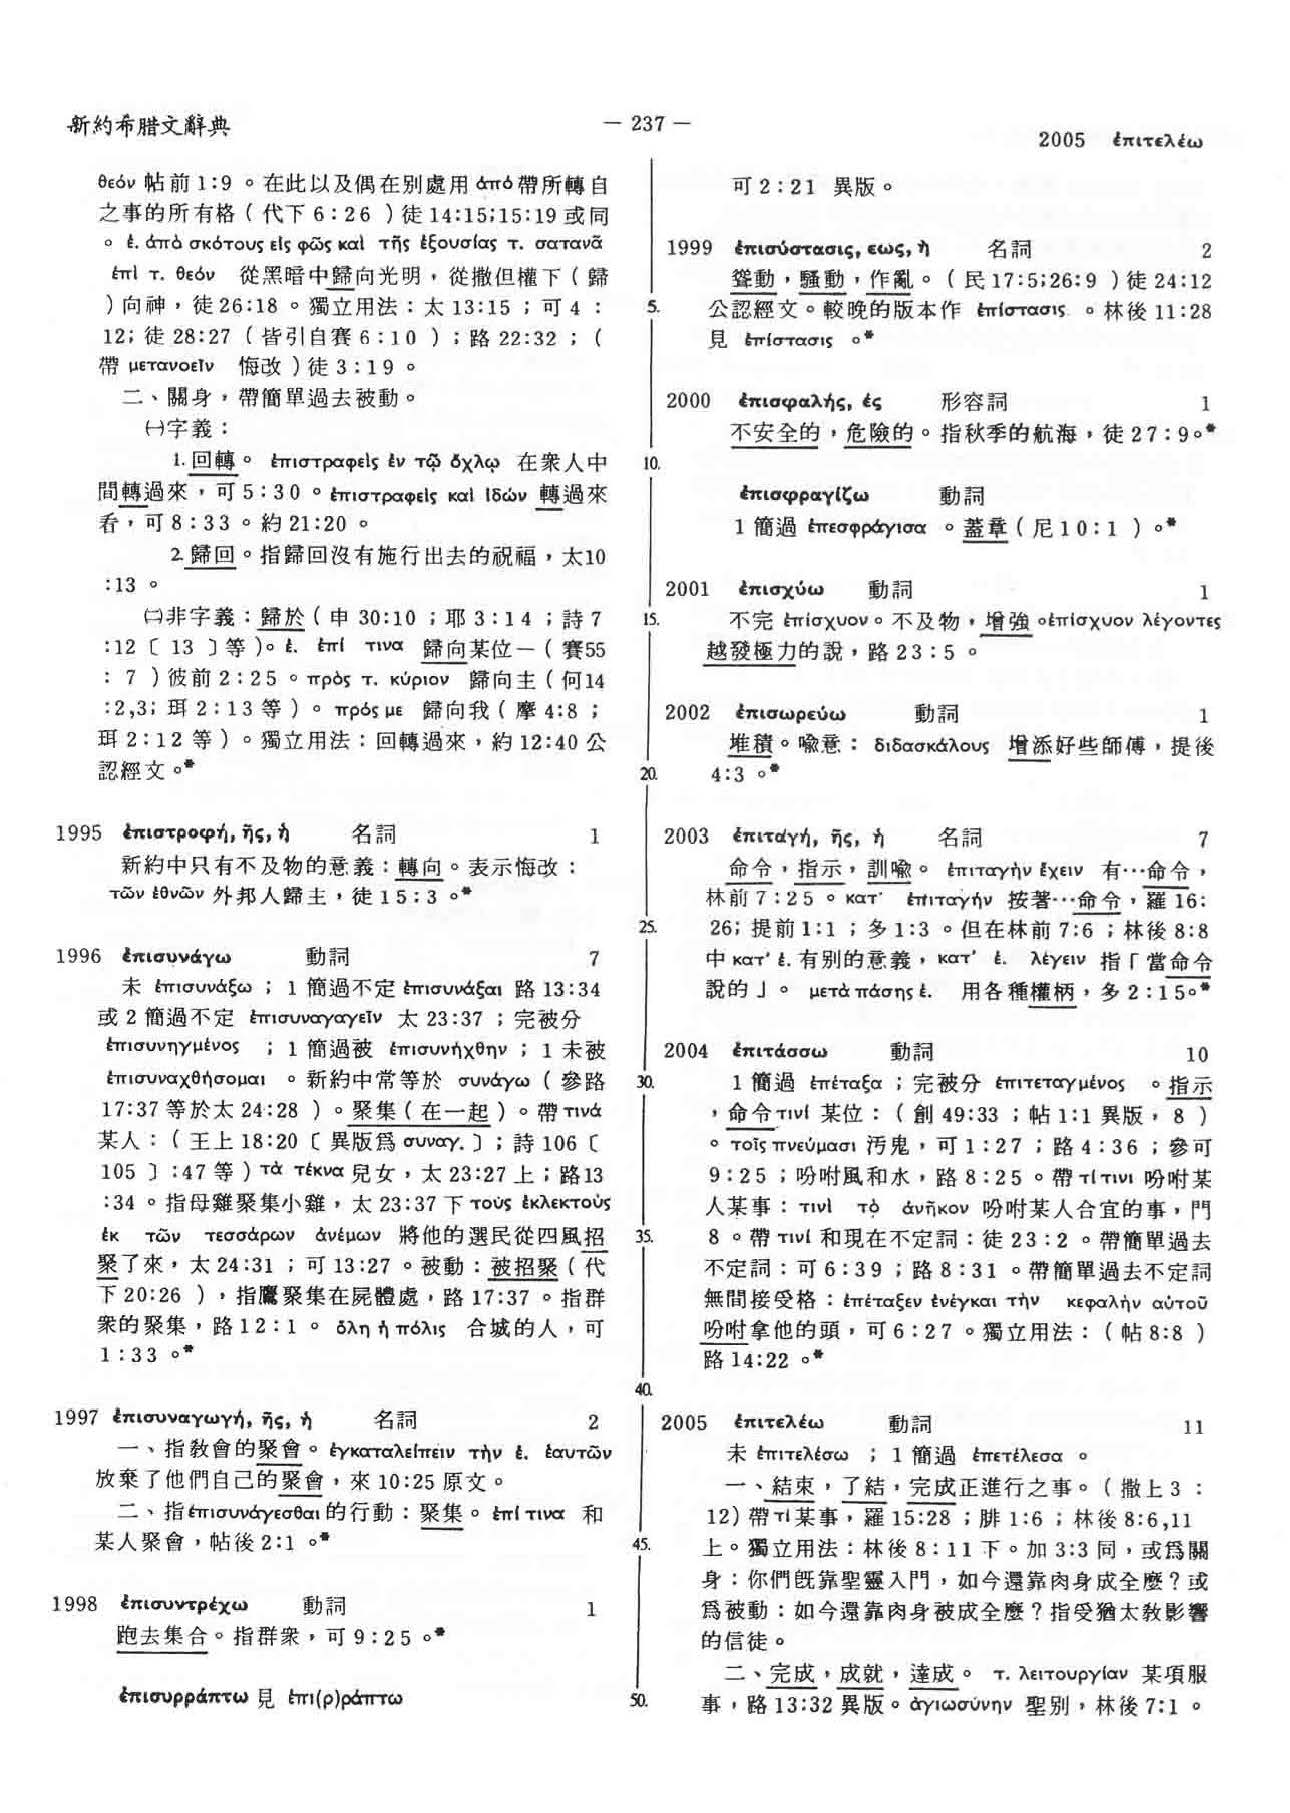 新約希腊文辭典
— 237 —
2005 ἐπιτελέω
θεόν 帖前 1:9 。在此以及偶在别處用 ἀπό 帶所轉自
之事的所有格 ( 代下 6:26 ) 徒 14:15;15:19 或同
。 ἐ. ἀπὸ σκότους εἰς φῶς καὶ τῆς ἐξουσίας τ. σατανᾶ
ἐπὶ τ. θεόν 從黑暗中歸向光明,從撒但權下 ( 歸
) 向神,徒 26:18 。獨立用法:太 13:15 ;可 4 :
12; 徒 28:27 ( 皆引自賽 6:10 ) ;路 22:32 ; (
帶 μετανοεῖν 悔改 ) 徒 3:19 。
二、關身,帶簡單過去被動。
㈠字義:
1. 回轉。 ἐπιστραφεὶς ἐν τῷ ὄχλῳ 在衆人中
間轉過來,可 5:30 。ἐπιστραφεὶς καὶ ἰδών 轉過來
看,可 8:33 。約 21:20 。
2. 歸回。指歸回沒有施行出去的祝福,太10
:13 。
㈡非字義:歸於 ( 申 30:10 ;耶 3:14 ;詩 7
:12 〔 13 〕等 )。ἐ. ἐπί τινα 歸向某位— ( 賽55
: 7 ) 彼前 2:25 。πρὸς τ. κύριον 歸向主 ( 何14
:2,3; 珥 2:13 等 ) 。 πρός με 歸向我 ( 摩 4:8 ;
珥 2:12 等 ) 。獨立用法:回轉過來,約 12:40 公
認經文。*
1995 ἐπιστροφή, ῆς, ἡ 名詞 1
新約中只有不及物的意義:轉向。表示悔改:
τῶν ἐθνῶν 外邦人歸主,徒 15:3 。*
1996 ἐπισυνάγω 動詞 7
未 ἐπισυνάξω ; 1 簡過不定 ἐπισυνάξαι 路 13:34
或 2 簡過不定 ἐπισυναγαγεῖν 太 23:37 ;完被分
ἐπισυνηγμένος ; 1 簡過被 ἐπισυνήχθην ; 1 未被
ἐπισυναχθήσομαι 。新約中常等於 συνάγω ( 參路
17:37 等於太 24:28 ) 。聚集 ( 在一起 ) 。帶 τινά
某人: ( 王上 18:20 〔 異版爲 συναγ. 〕;詩 106 〔
105 〕 :47 等 ) τὰ τέκνα 兒女,太 23:27 上;路13
:34 。指母雞聚集小雞,太 23:37 下 τοὺς ἐκλεκτοὺς
ἐκ τῶν τεσσάρων ἀνέμων 將他的選民從四風招
聚了來,太 24:31 ;可 13:27 。被動:被招聚 ( 代
下 20:26 ) ,指鷹聚集在屍體處,路 17:37 。指群
衆的聚集,路 12:1 。 ὅλη ἡ πόλις 合城的人,可
1:33 。*
1997 ἐπισυναγωγή, ῆς, ἡ 名詞 2
一、指教會的聚會。ἐγκαταλείπειν τὴν ἐ. ἑαυτῶν
放棄了他們自己的聚會,來 10:25 原文。
二、指ἐπισυνάγεσθαι 的行動:聚集。ἐπί τινα 和
某人聚會,帖後 2:1 。*
1998 ἐπισυντρέχω 動詞 1
跑去集合。指群衆,可 9:25 。*
ἐπισυρράπτω 見 ἐπι(ρ)ράπτω
5.
10.
15.
20.
25.
30.
35.
40.
45.
50.
可 2:21 異版。
1999 ἐπισύστασις, εως, ἡ 名詞 2
聳動,騷動,作亂。 ( 民 17:5;26:9 ) 徒 24:12
公認經文。較晚的版本作 ἐπίστασις 。林後 11:28
見 ἐπίστασις 。*
2000 ἐπισφαλής, ές 形容詞 1
不安全的,危險的。指秋季的航海,徒 27:9。*
ἐπισφραγίζω 動詞
1 簡過 ἐπεσφράγισα 。蓋章 ( 尼 10:1 ) 。*
2001 ἐπισχύω 動詞 1
不完 ἐπίσχυον。不及物,增強。ἐπίσχυον λέγοντες
越發極力的說,路 23:5 。
2002 ἐπισωρεύω 動詞 1
堆積。喩意: διδασκάλους 增添好些師傅,提後
4:3 。*
2003 ἐπιταγή, ῆς, ἡ 名詞 7
命令,指示,訓喩。 ἐπιταγὴν ἔχειν 有…命令,
林前 7:25 。κατ' ἐπιταγήν 按著…命令,羅 16:
26; 提前 1:1 ;多 1:3 。但在林前 7:6 ;林後 8:8
中 κατ' ἐ. 有别的意義,κατ' ἐ. λέγειν 指「當命令
說的」。 μετὰ πάσης ἐ. 用各種權柄,多 2:15。*
2004 ἐπιτάσσω 動詞 10
1 簡過 ἐπέταξα ;完被分 ἐπιτεταγμένος 。指示
,命令 τινί 某位: ( 創 49:33 ;帖 1:1 異版, 8 )
。 τοῖς πνεύμασι 汚鬼,可 1:27 ;路 4:36 ;參可
9:25 ;吩咐風和水,路 8:25 。帶 τί τινι 吩咐某
人某事:τινὶ τὸ ἀνῆκον 吩咐某人合宜的事,門
8 。帶 τινί 和現在不定詞:徒 23:2 。帶簡單過去
不定詞:可 6:39 ;路 8:31 。帶簡單過去不定詞
無間接受格:ἐπέταξεν ἐνέγκαι τὴν κεφαλὴν αὐτοῦ
吩咐拿他的頭,可 6:27 。獨立用法: ( 帖 8:8 )
路 14:22 。*
2005 ἐπιτελέω 動詞 11
未 ἐπιτελέσω ; 1 簡過 ἐπετέλεσα 。
一、結束,了結,完成正進行之事。 ( 撒上 3 :
12) 帶 τί 某事,羅 15:28 ;腓 1:6 ;林後 8:6,11
上。獨立用法:林後 8:11 下。加 3:3 同,或爲關
身:你們旣靠聖靈入門,如今還靠肉身成全麼?或
爲被動:如今還靠肉身被成全麼?指受猶太敎影響
的信徒。
二、完成,成就,達成。 τ. λειτουργίαν 某項服
事,路 13:32 異版。ἁγιωσύνην 聖别,林後 7:1 。